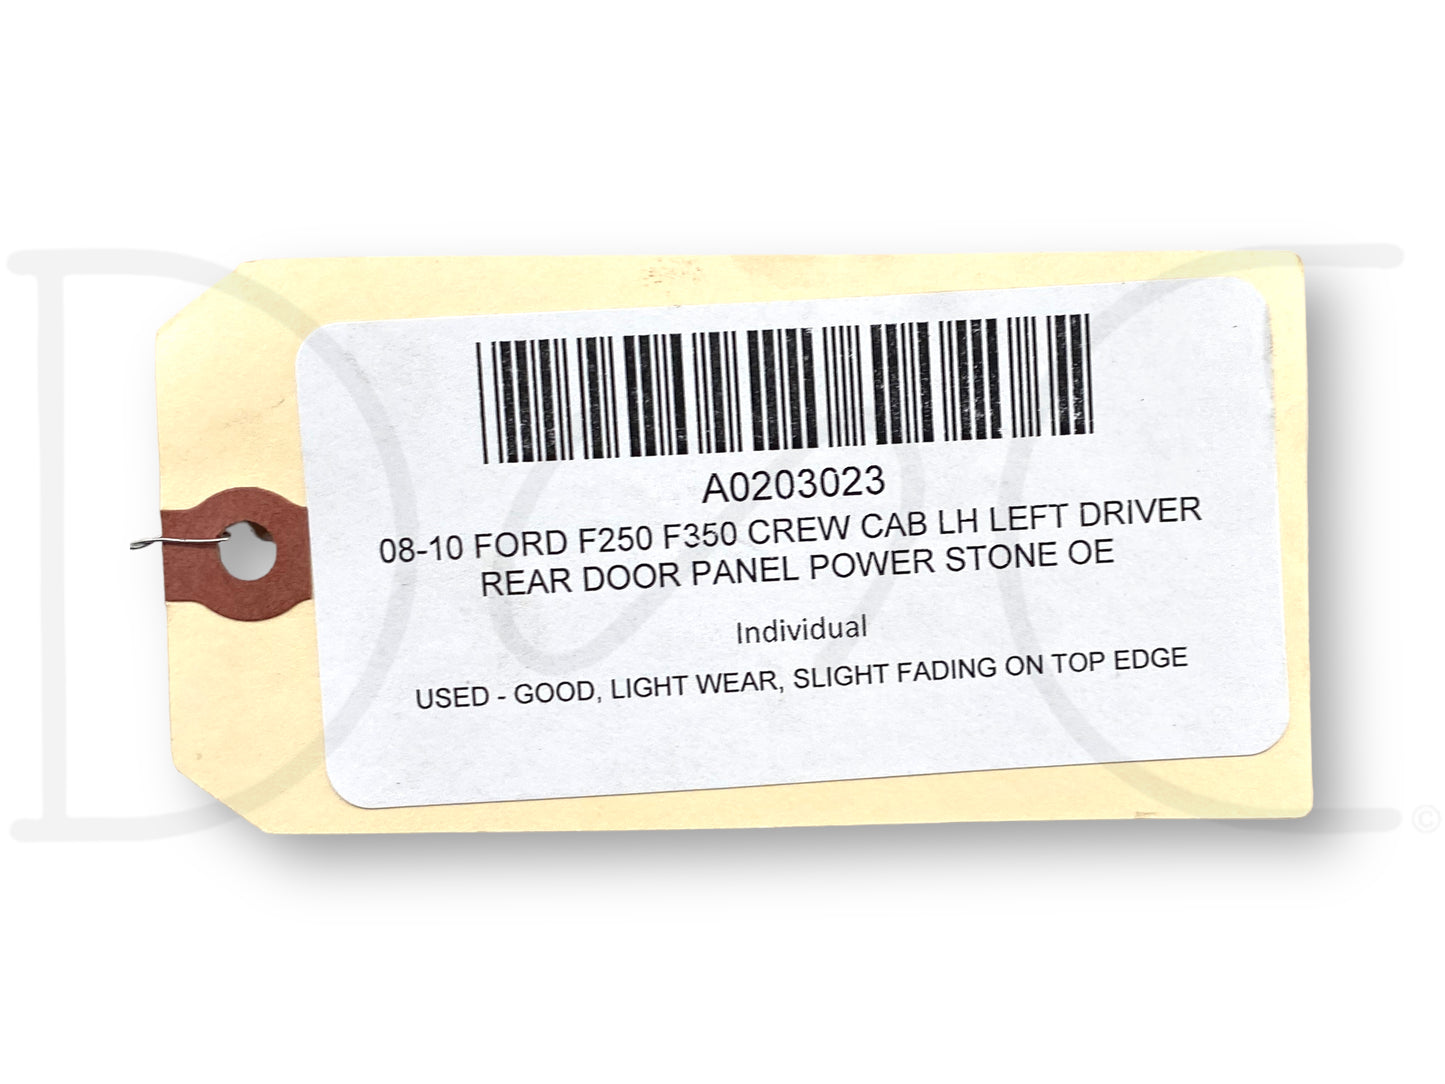 A0203023
08-10 FORD F250 F350 CREW CAB LH LEFT DRIVER
REAR DOOR PANEL POWER STONE OE
Individual
USED - GOOD, LIGHT WEAR, SLIGHT FADING ON TOP EDGE
©